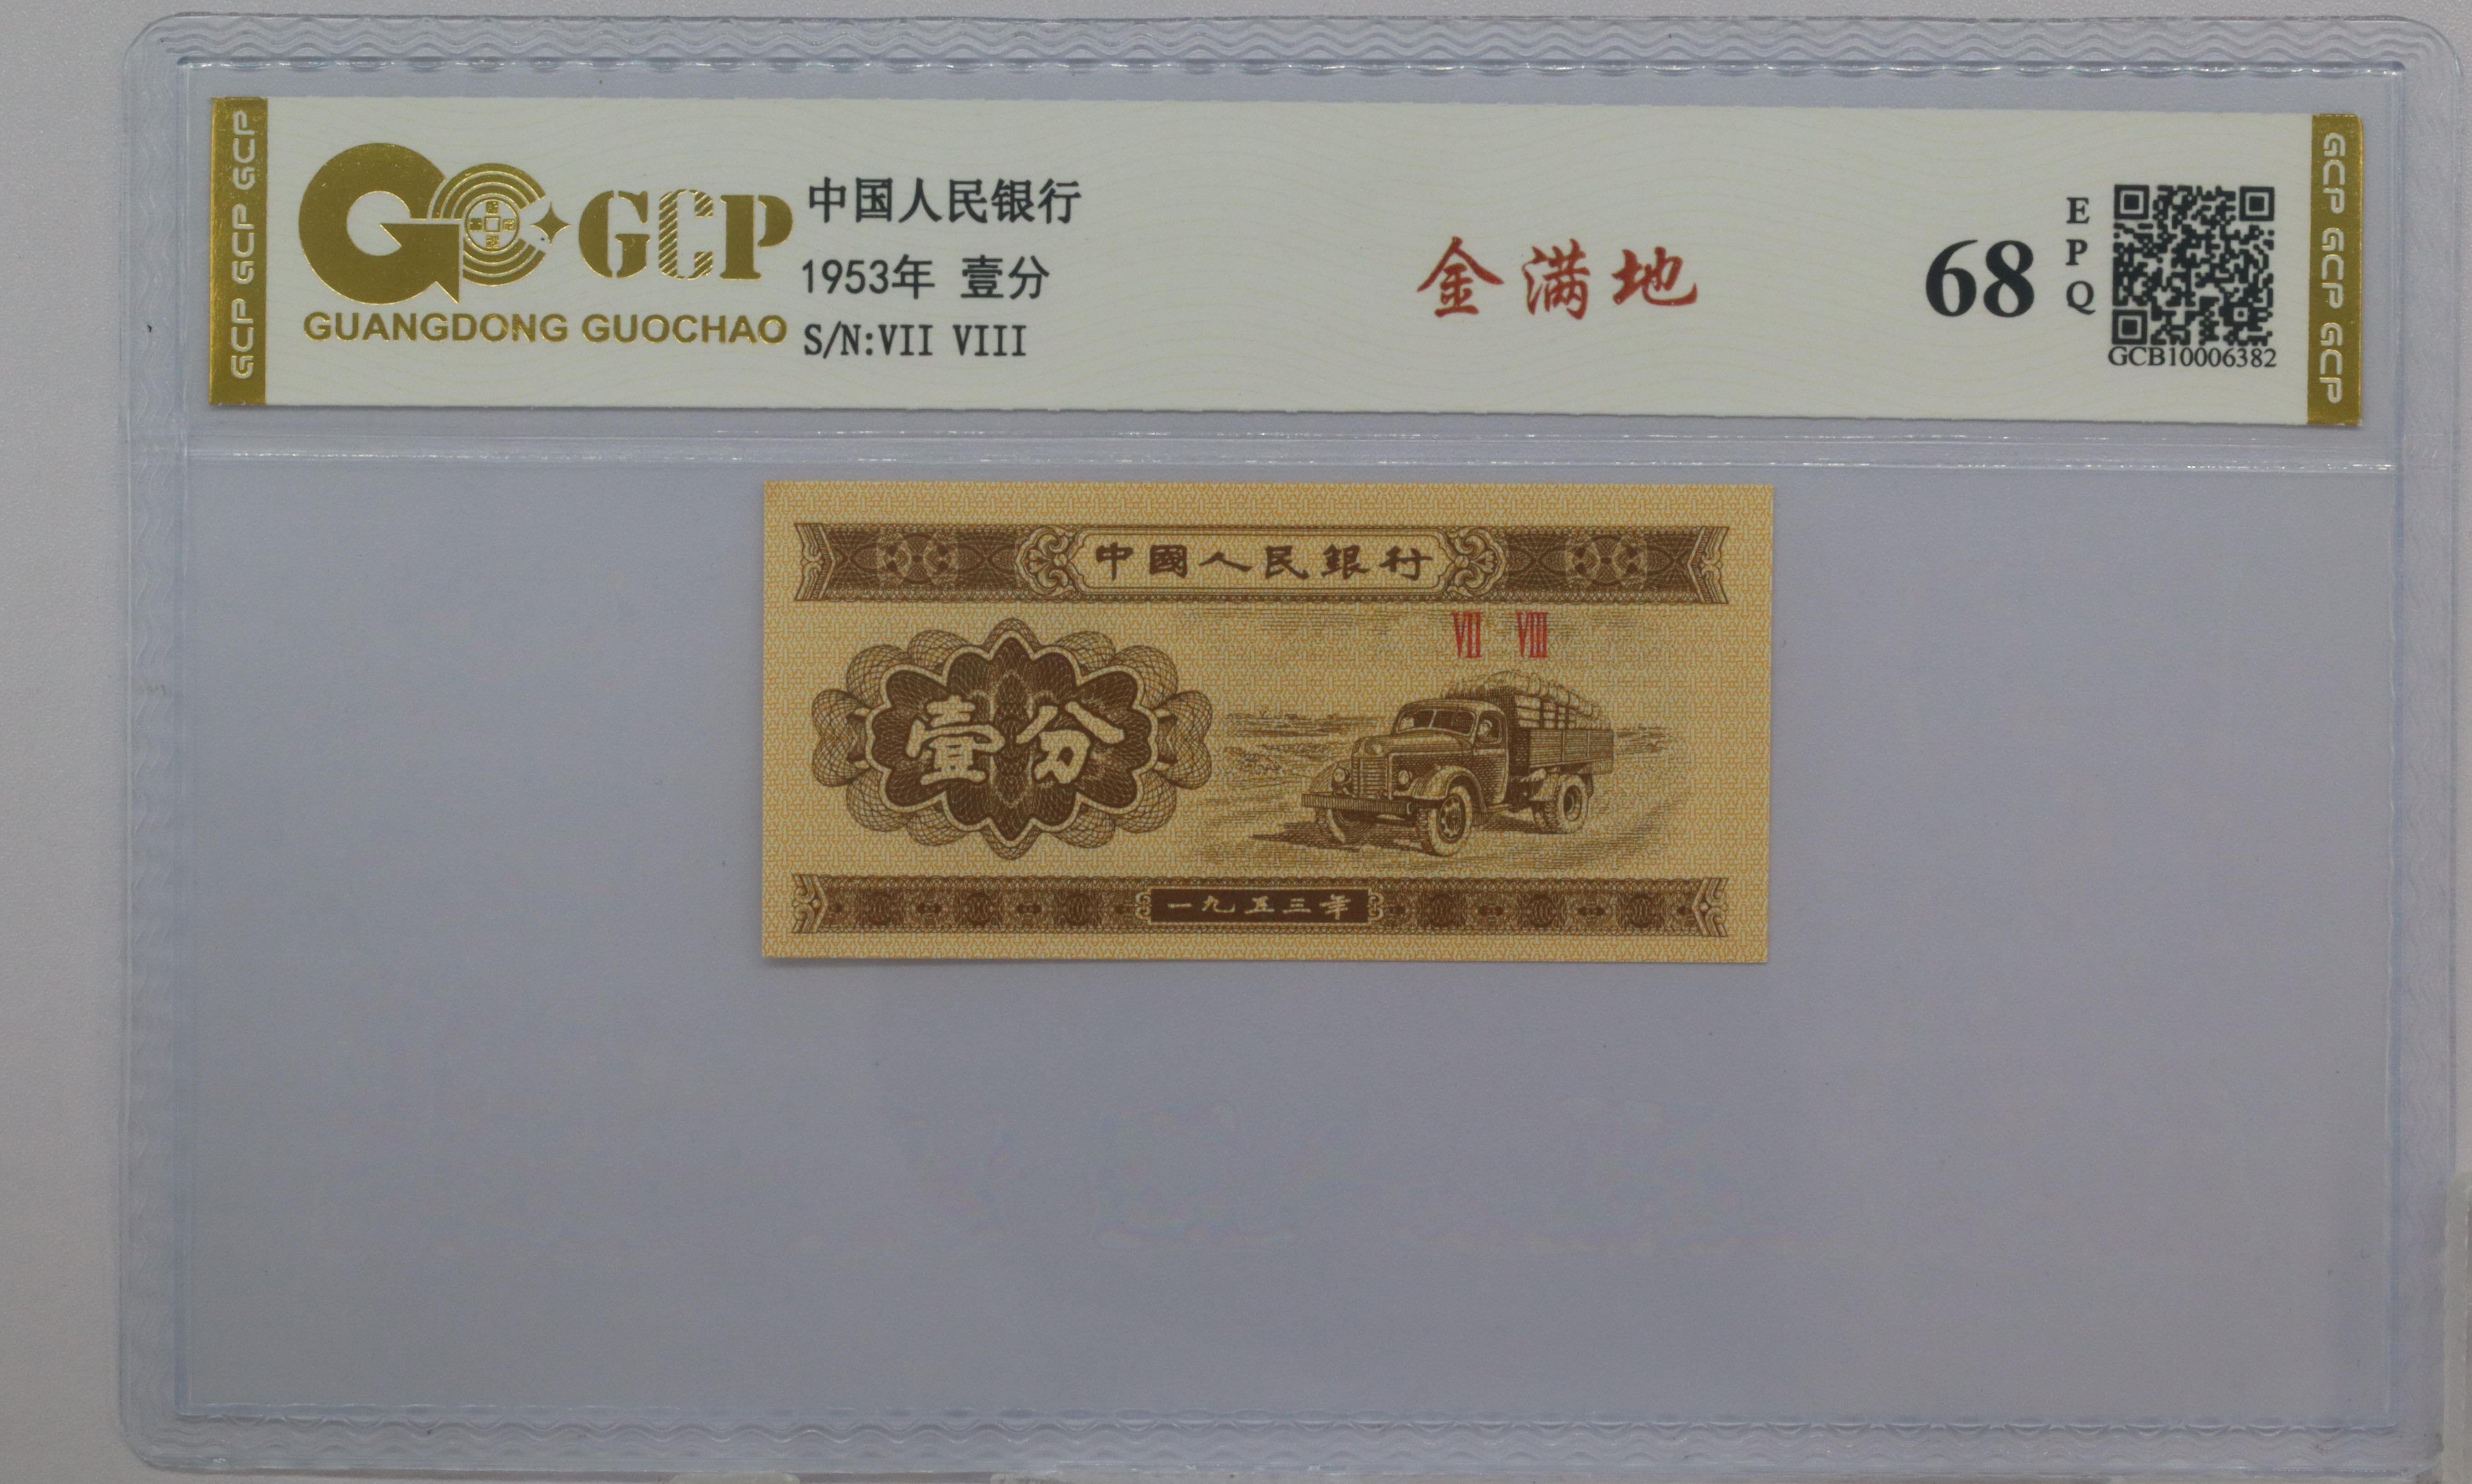 GCP GCP GCP
GCP
GUANGDONG GUOCHAO
中国人民银行
1953年 壹分
S/N:VII VIII
金满地
68
EPQ
GCB10006382
GCP GCP GCP
中國人民銀行
VII VIII
壹分
一九五三年